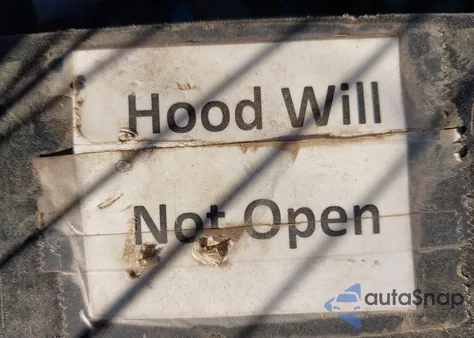 Hood Will
Not Open
autaSnap